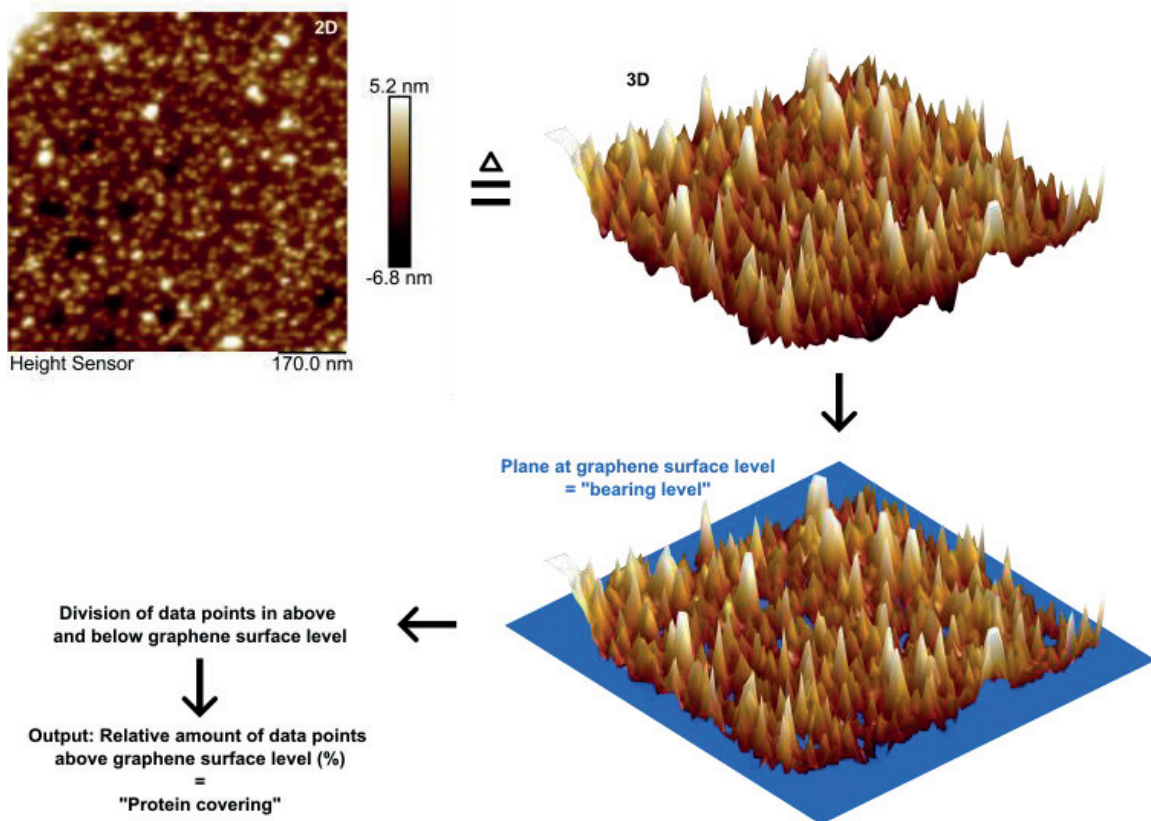 2D
5.2 nm
-6.8 nm
Height Sensor
170.0 nm
≙
3D
Plane at graphene surface level
= "bearing level"
Division of data points in above
and below graphene surface level
Output: Relative amount of data points
above graphene surface level (%)
=
"Protein covering"